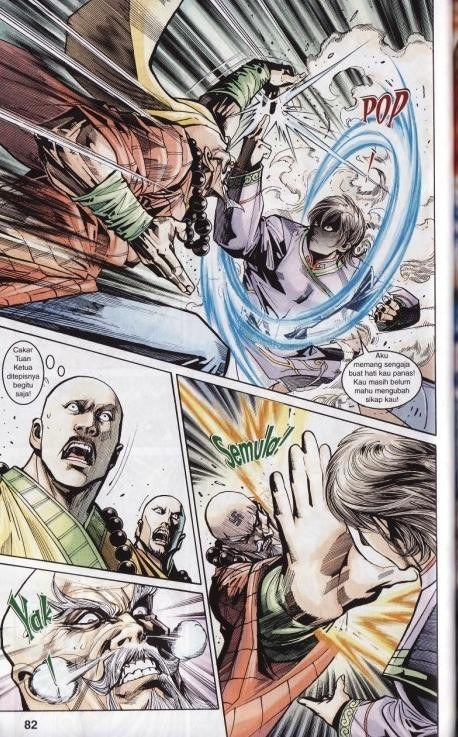 POP
!
Cakar
Tuan
Ketua
ditepisnya
begitu
saja!
Aku
memang sengaja
buat hati kau panas!
Kau masih belum
mahu mengubah
sikap kau!
Semula!
Yak
!
82